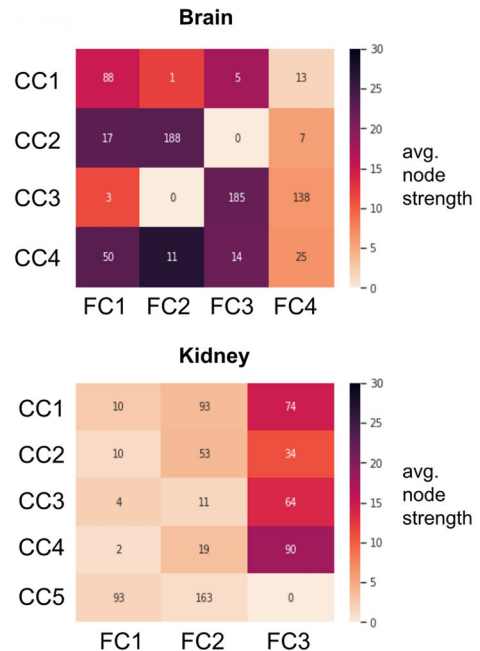 Brain
CC1 88 1 5 13
CC2 17 188 0 7
CC3 3 0 185 138
CC4 50 11 14 25
FC1 FC2 FC3 FC4
30
25
20
15
10
5
0
avg.
node
strength
Kidney
CC1 10 93 74
CC2 10 53 34
CC3 4 11 64
CC4 2 19 90
CC5 93 163 0
FC1 FC2 FC3
30
25
20
15
10
5
0
avg.
node
strength